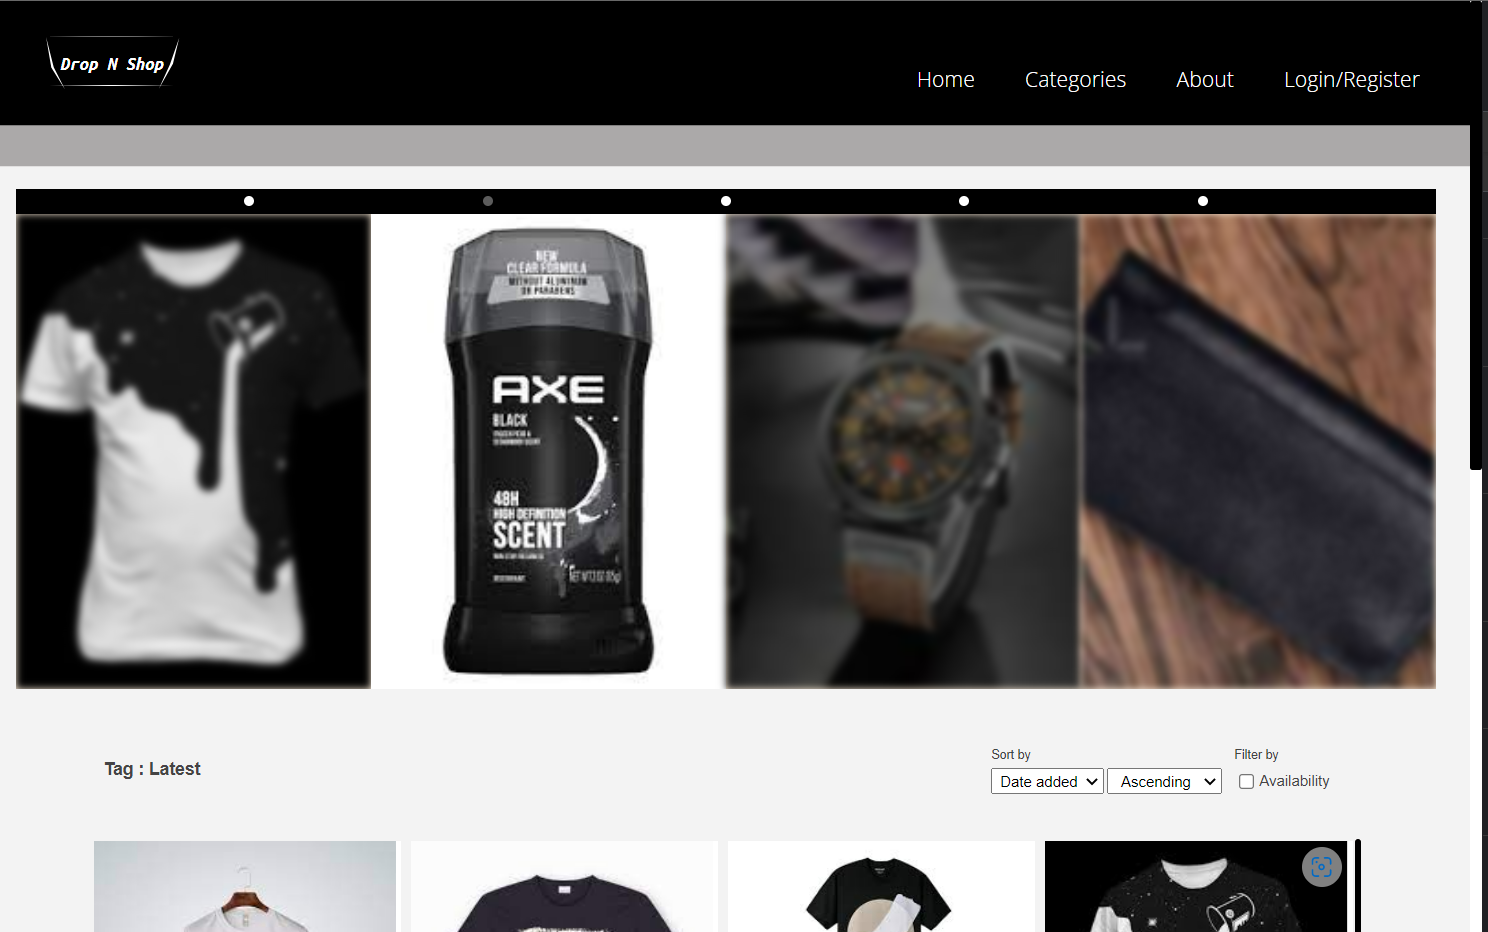 Drop N Shop
Home
Categories
About
Login/Register
NEW
CLEAR FORMULA
WITHOUT ALUMINUM
OR PARABENS
AXE
BLACK
48H
HIGH DEFINITION
SCENT
DEODORANT
Tag : Latest
Sort by
Date added
Ascending
Filter by
Availability